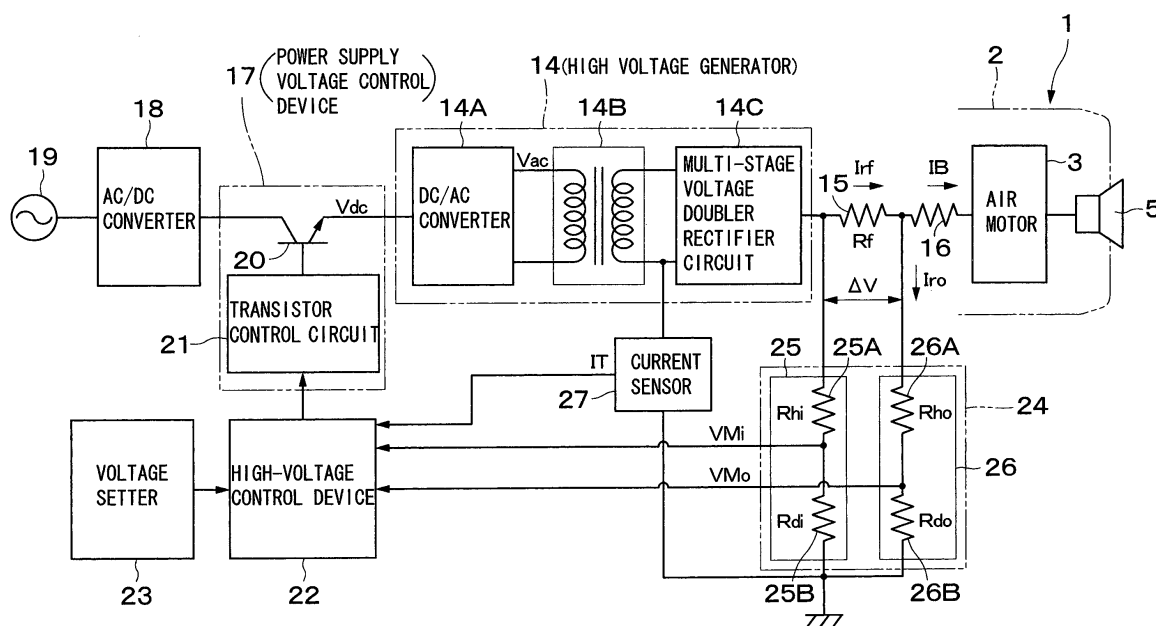 1
2
17 (POWER SUPPLY
VOLTAGE CONTROL
DEVICE)
14 (HIGH VOLTAGE GENERATOR)
18
14A
14B
14C
19
3
AC/DC
CONVERTER
Vdc
20
DC/AC
CONVERTER
Vac
MULTI-STAGE
VOLTAGE
DOUBLER
RECTIFIER
CIRCUIT
15
Irf
IB
Rf
16
AIR
MOTOR
5
Iro
ΔV
TRANSISTOR
CONTROL CIRCUIT
21
IT
CURRENT
SENSOR
27
25
25A
26A
24
Rhi
Rho
VMi
VMo
26
VOLTAGE
SETTER
HIGH-VOLTAGE
CONTROL DEVICE
Rdi
Rdo
23
22
25B
26B